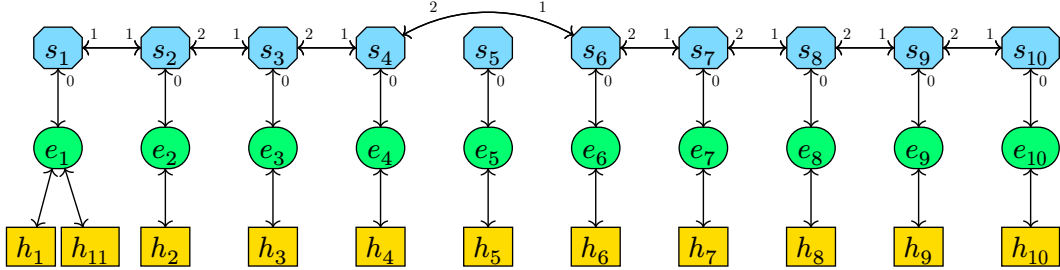 2 1
s1 1 1 s2 2 1 s3 2 1 s4 s5 s6 2 1 s7 2 1 s8 2 1 s9 2 1 s10
0 0 0 0 0 0 0 0 0 0
e1 e2 e3 e4 e5 e6 e7 e8 e9 e10
h1 h11 h2 h3 h4 h5 h6 h7 h8 h9 h10